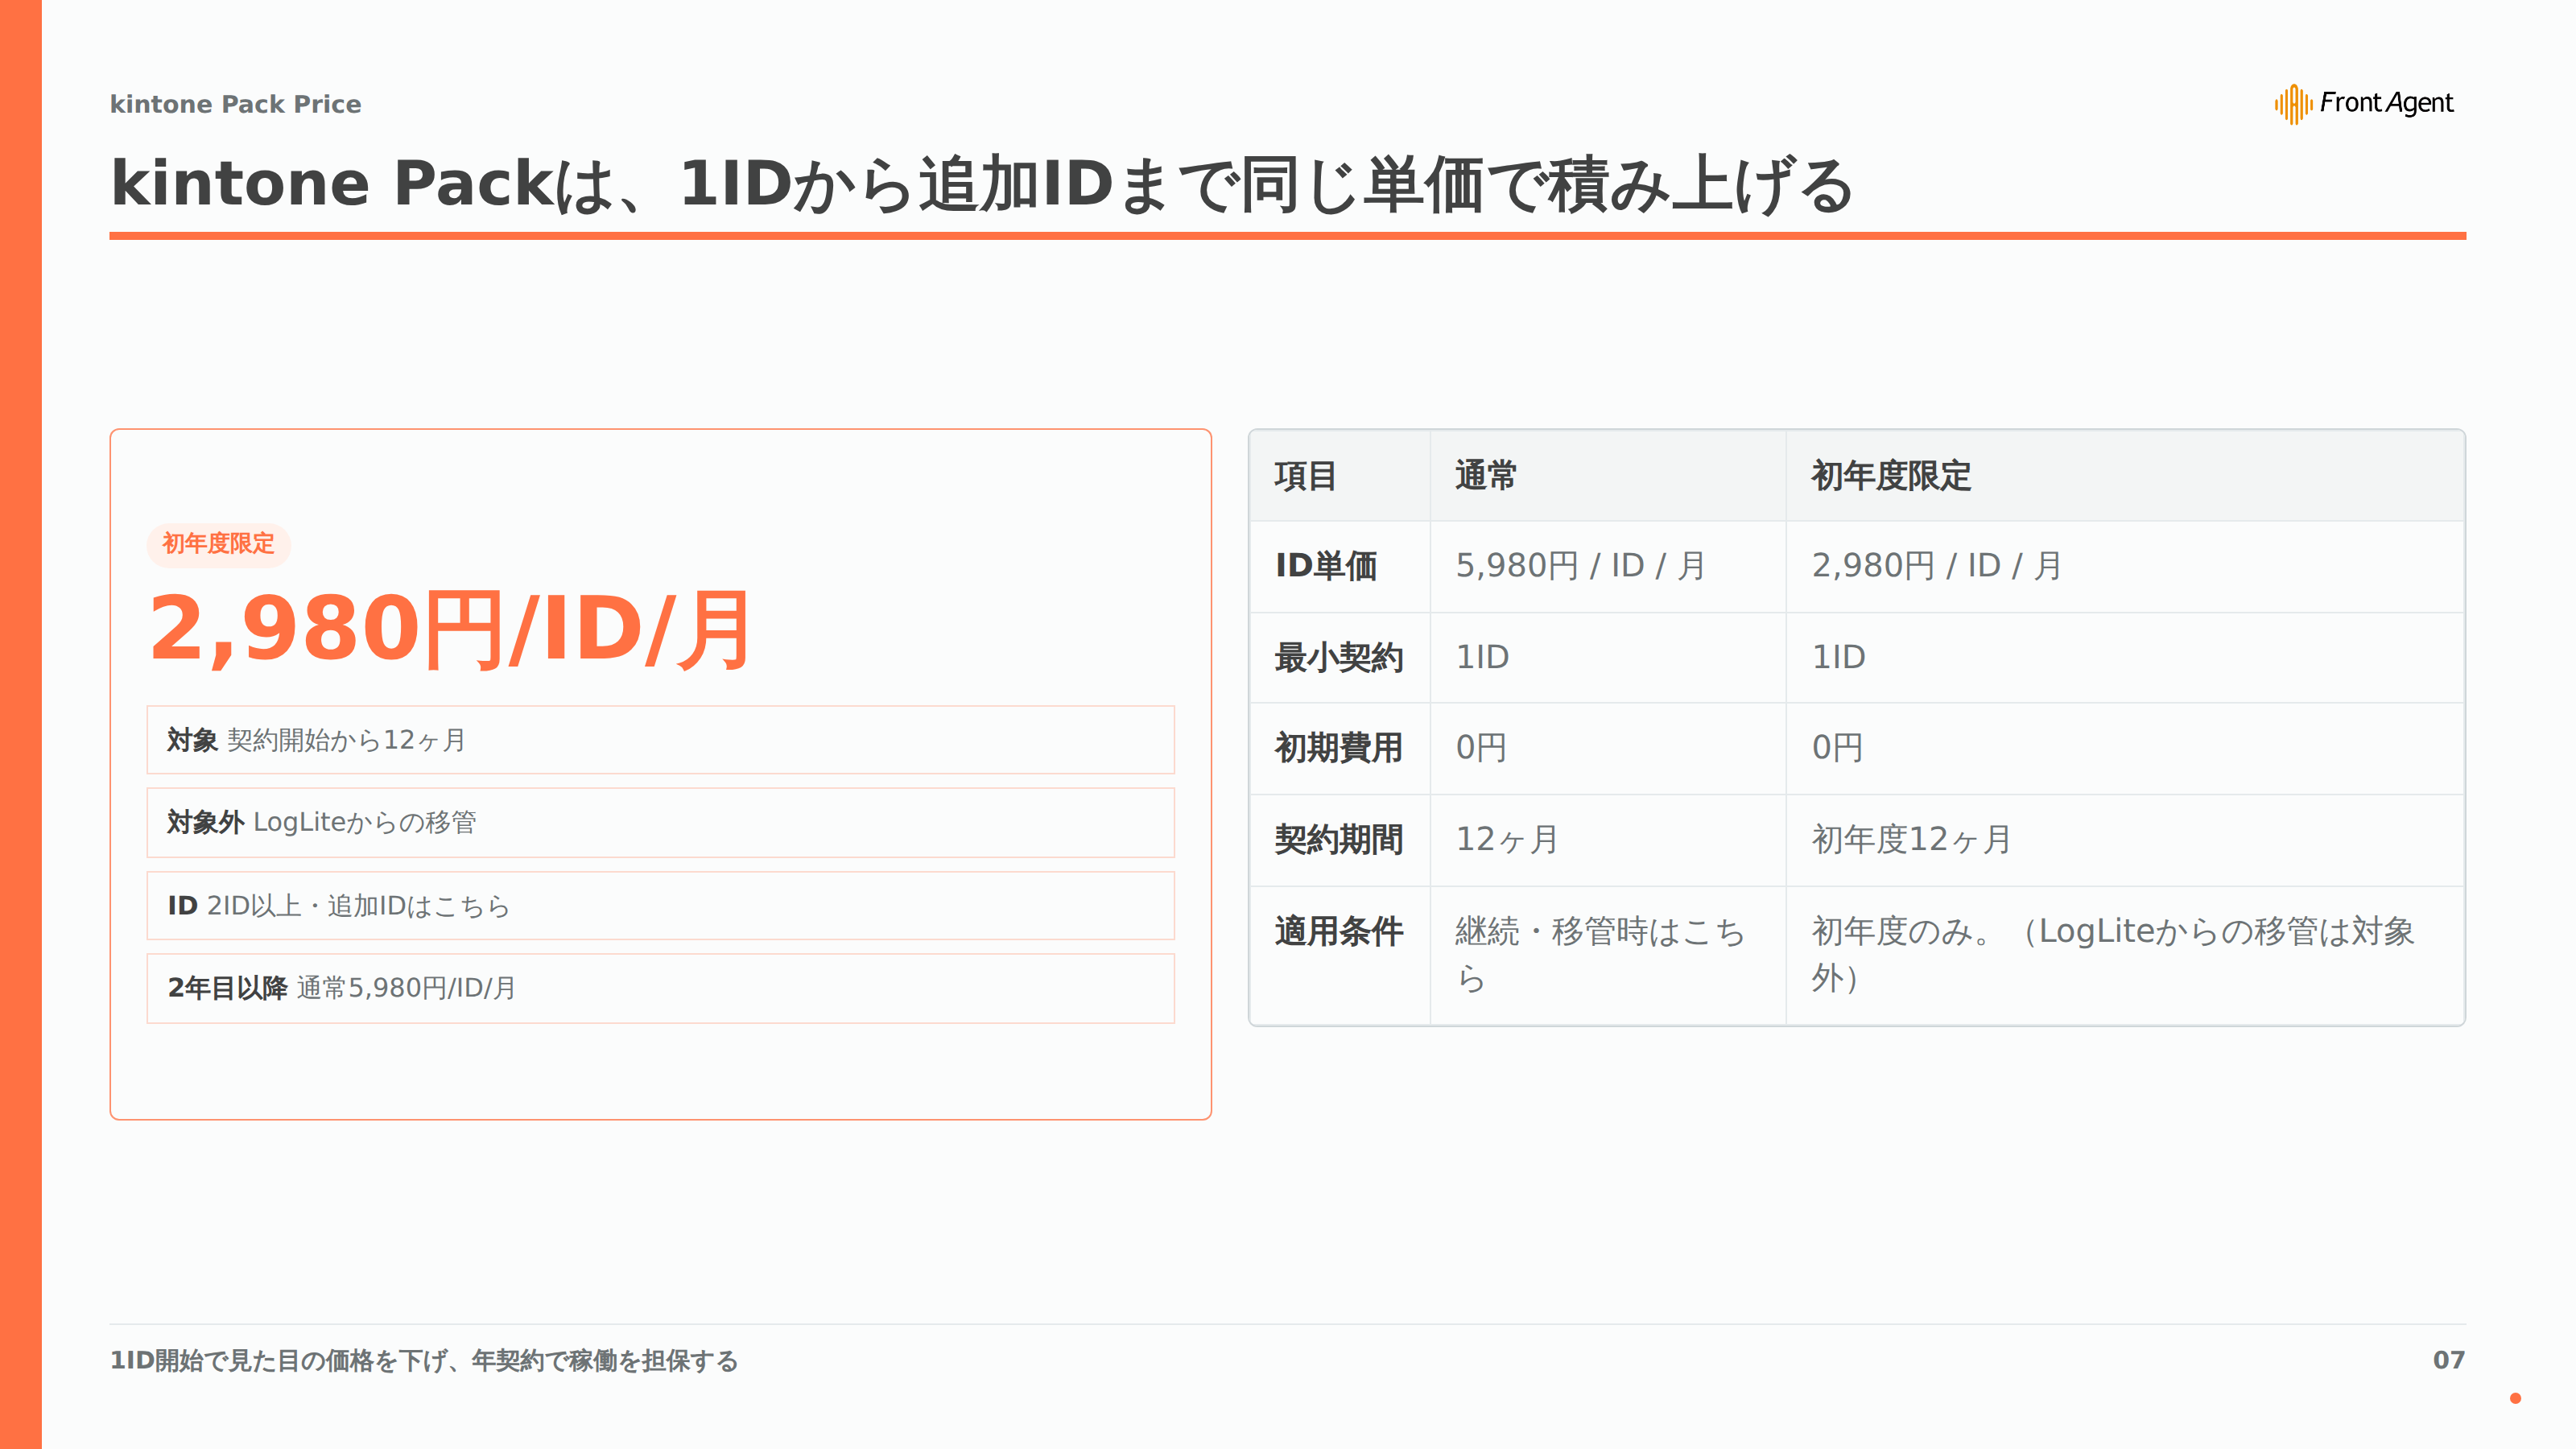 kintone Pack Price
Front Agent
kintone Packは、1IDから追加IDまで同じ単価で積み上げる
初年度限定
2,980円/ID/月
対象 契約開始から12ヶ月
対象外 LogLiteからの移管
ID 2ID以上・追加IDはこちら
2年目以降 通常5,980円/ID/月
項目 通常 初年度限定
ID単価 5,980円 / ID / 月 2,980円 / ID / 月
最小契約 1ID 1ID
初期費用 0円 0円
契約期間 12ヶ月 初年度12ヶ月
適用条件 継続・移管時はこち
ら
初年度のみ。（LogLiteからの移管は対象
外）
1ID開始で見た目の価格を下げ、年契約で稼働を担保する
07